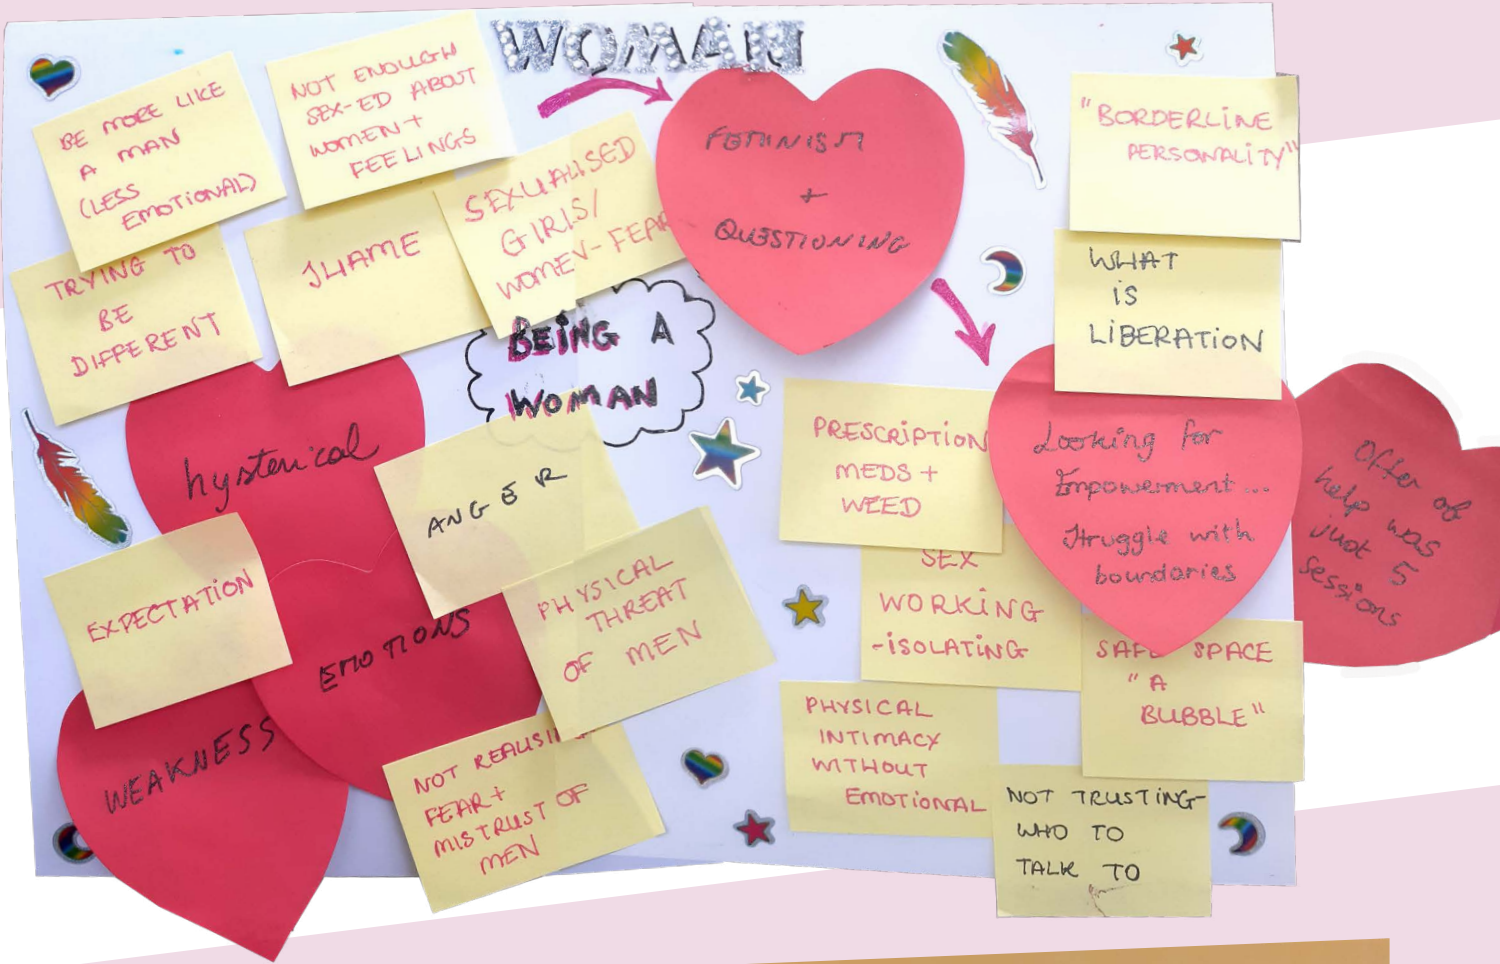 WOMAN
BE MORE LIKE
A MAN
(LESS
EMOTIONAL)
NOT ENOUGH
SEX-ED ABOUT
WOMEN +
FEELINGS
TRYING TO
BE
DIFFERENT
SHAME
SEXUALISED
GIRLS/
WOMEN - FEAR
FEMINISM
+
QUESTIONING
"BORDERLINE
PERSONALITY"
WHAT
IS
LIBERATION
BEING A
WOMAN
hysterical
ANGER
EXPECTATION
EMOTIONS
PHYSICAL
THREAT
OF MEN
WEAKNESS
NOT REALISI
FEAR +
MISTRUST OF
MEN
PRESCRIPTION
MEDS +
WEED
Looking for
Empowerment...
Struggle with
boundaries
Offer of
help was
just 5
sessions
SEX
WORKING
-ISOLATING
SAFE SPACE
"A
BUBBLE"
PHYSICAL
INTIMACY
WITHOUT
EMOTIONAL
NOT TRUSTING-
WHO TO
TALK TO